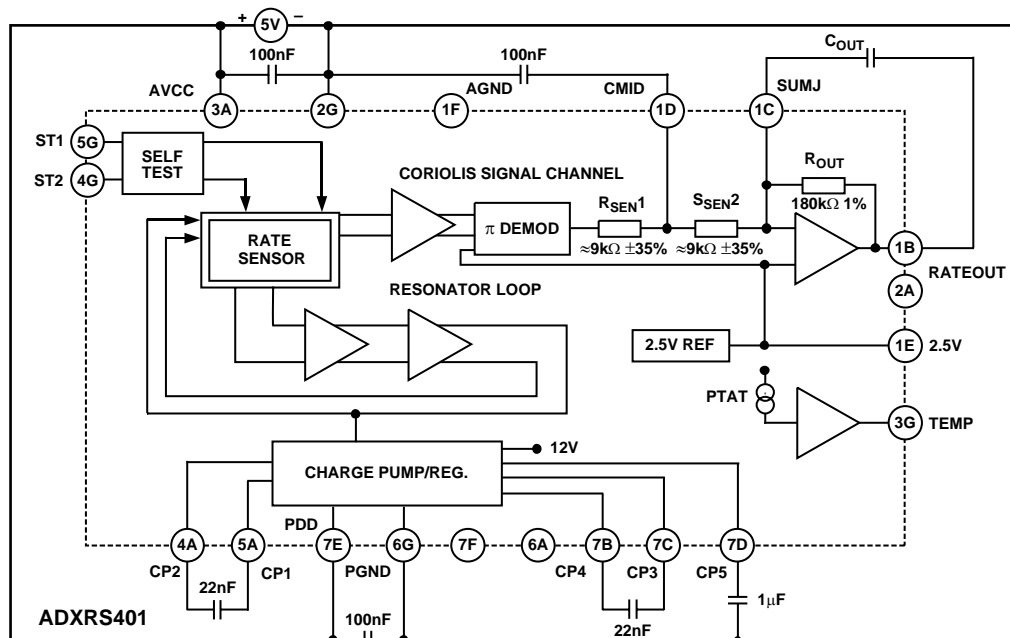 + 5V –
100nF
100nF
COUT
AVCC
AGND
CMID
SUMJ
3A
2G
1F
1D
1C
ST1
5G
ST2
4G
SELF
TEST
CORIOLIS SIGNAL CHANNEL
ROUT
180kΩ 1%
RSEN1
SSEN2
π DEMOD
≈9kΩ ±35%
≈9kΩ ±35%
RATE
SENSOR
1B
RATEOUT
2A
RESONATOR LOOP
2.5V REF
1E
2.5V
PTAT
3G
TEMP
12V
CHARGE PUMP/REG.
PDD
4A
5A
7E
6G
7F
6A
7B
7C
7D
CP2
CP1
PGND
CP4
CP3
CP5
22nF
100nF
22nF
1μF
ADXRS401